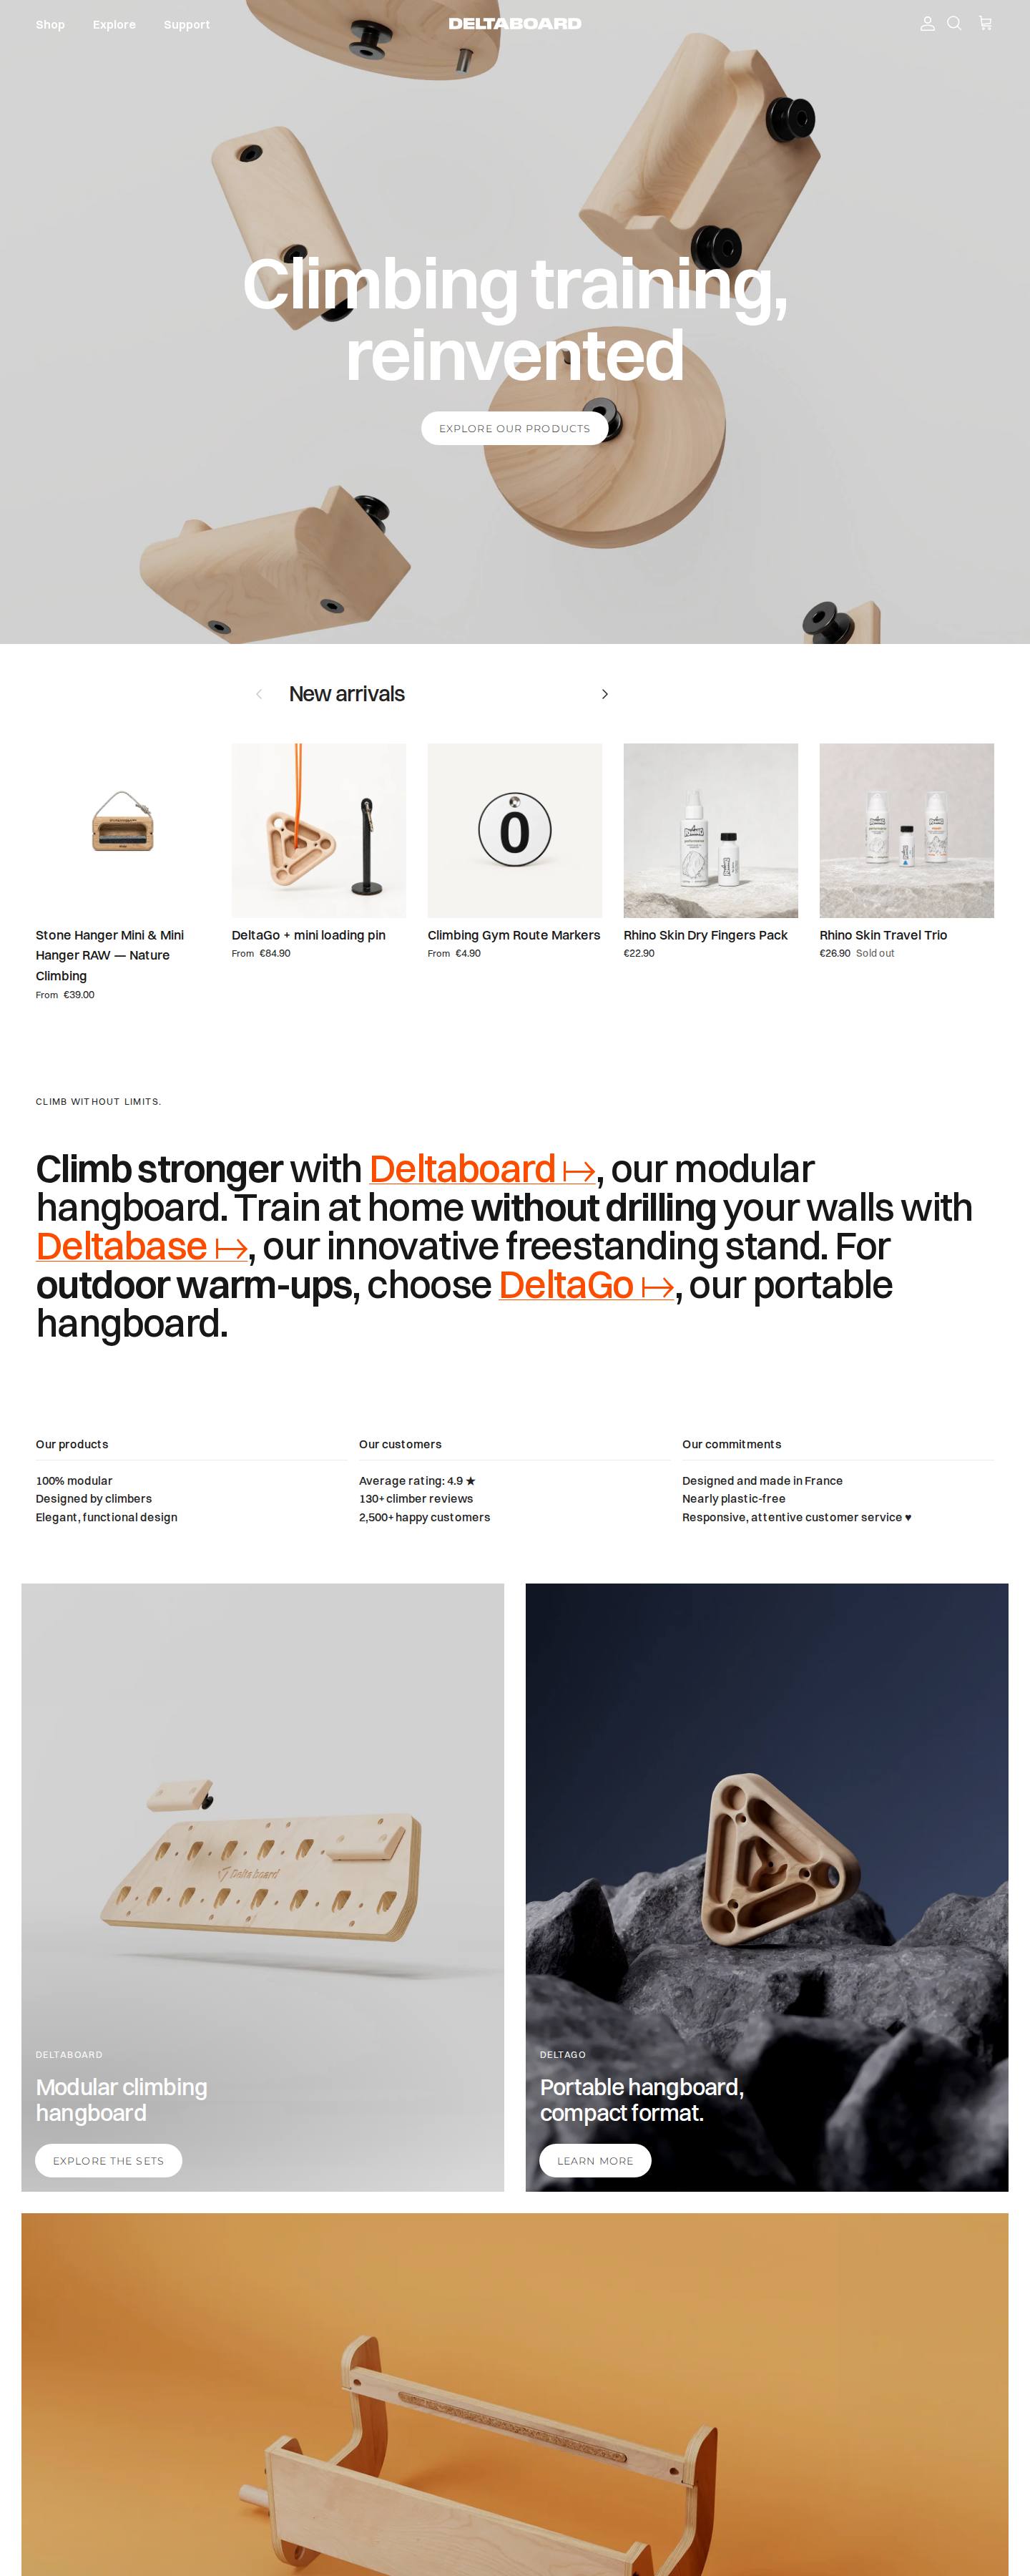 Shop Explore Support DELTABOARD
Climbing training,
reinvented
EXPLORE OUR PRODUCTS
New arrivals
0
Stone Hanger Mini & Mini
Hanger RAW — Nature
Climbing
From €39.00
DeltaGo + mini loading pin
From €84.90
Climbing Gym Route Markers
From €4.90
Rhino Skin Dry Fingers Pack
€22.90
Rhino Skin Travel Trio
€26.90 Sold out
CLIMB WITHOUT LIMITS.
Climb stronger with Deltaboard ↦, our modular
hangboard. Train at home without drilling your walls with
Deltabase ↦, our innovative freestanding stand. For
outdoor warm-ups, choose DeltaGo ↦, our portable
hangboard.
Our products
100% modular
Designed by climbers
Elegant, functional design
Our customers
Average rating: 4.9 ★
130+ climber reviews
2,500+ happy customers
Our commitments
Designed and made in France
Nearly plastic-free
Responsive, attentive customer service ♥
Delta board
DELTABOARD
Modular climbing
hangboard
EXPLORE THE SETS
DELTAGO
Portable hangboard,
compact format.
LEARN MORE